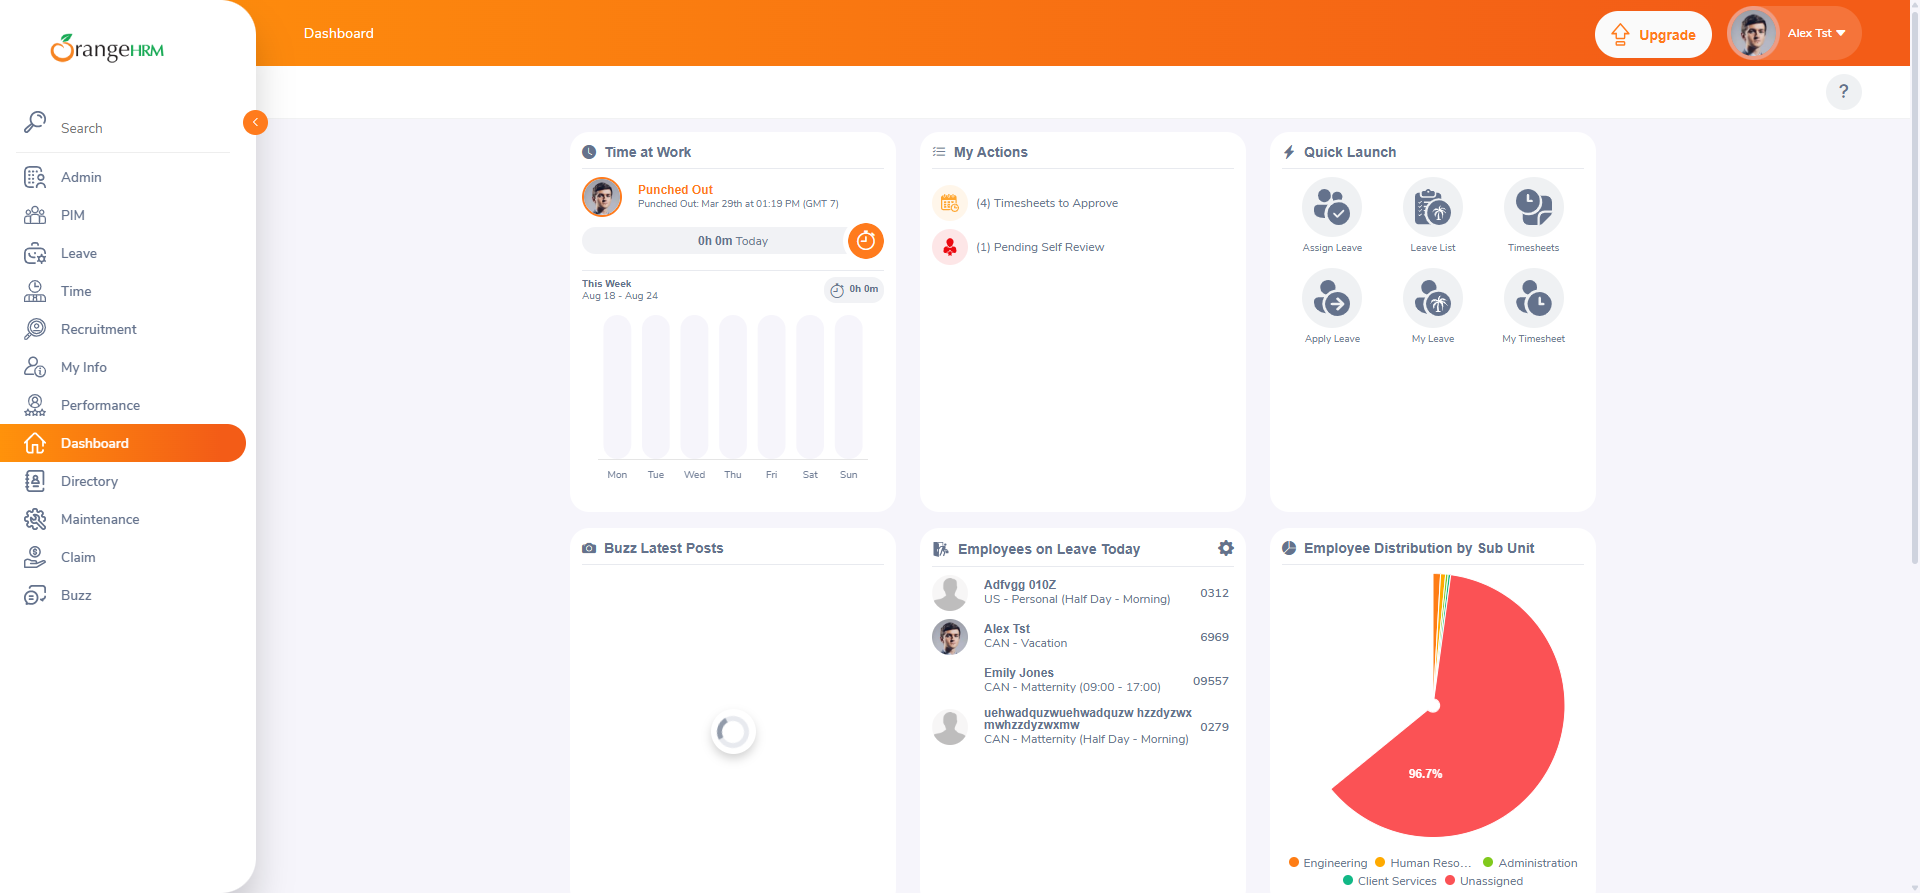 OrangeHRM
Dashboard
Upgrade
Alex Tst
?
Search
Admin
PIM
Leave
Time
Recruitment
My Info
Performance
Dashboard
Directory
Maintenance
Claim
Buzz
Time at Work
Punched Out
Punched Out: Mar 29th at 01:19 PM (GMT 7)
0h 0m Today
This Week
Aug 18 - Aug 24
0h 0m
Mon Tue Wed Thu Fri Sat Sun
My Actions
(4) Timesheets to Approve
(1) Pending Self Review
Quick Launch
Assign Leave Leave List Timesheets
Apply Leave My Leave My Timesheet
Buzz Latest Posts
Employees on Leave Today
Adfvgg 010Z
US - Personal (Half Day - Morning)
0312
Alex Tst
CAN - Vacation
6969
Emily Jones
CAN - Matternity (09:00 - 17:00)
09557
uehwadquzwuehwadquzw hzzdyzwx
mwhzzdyzwxmw
CAN - Matternity (Half Day - Morning)
0279
Employee Distribution by Sub Unit
96.7%
Engineering Human Reso... Administration
Client Services Unassigned